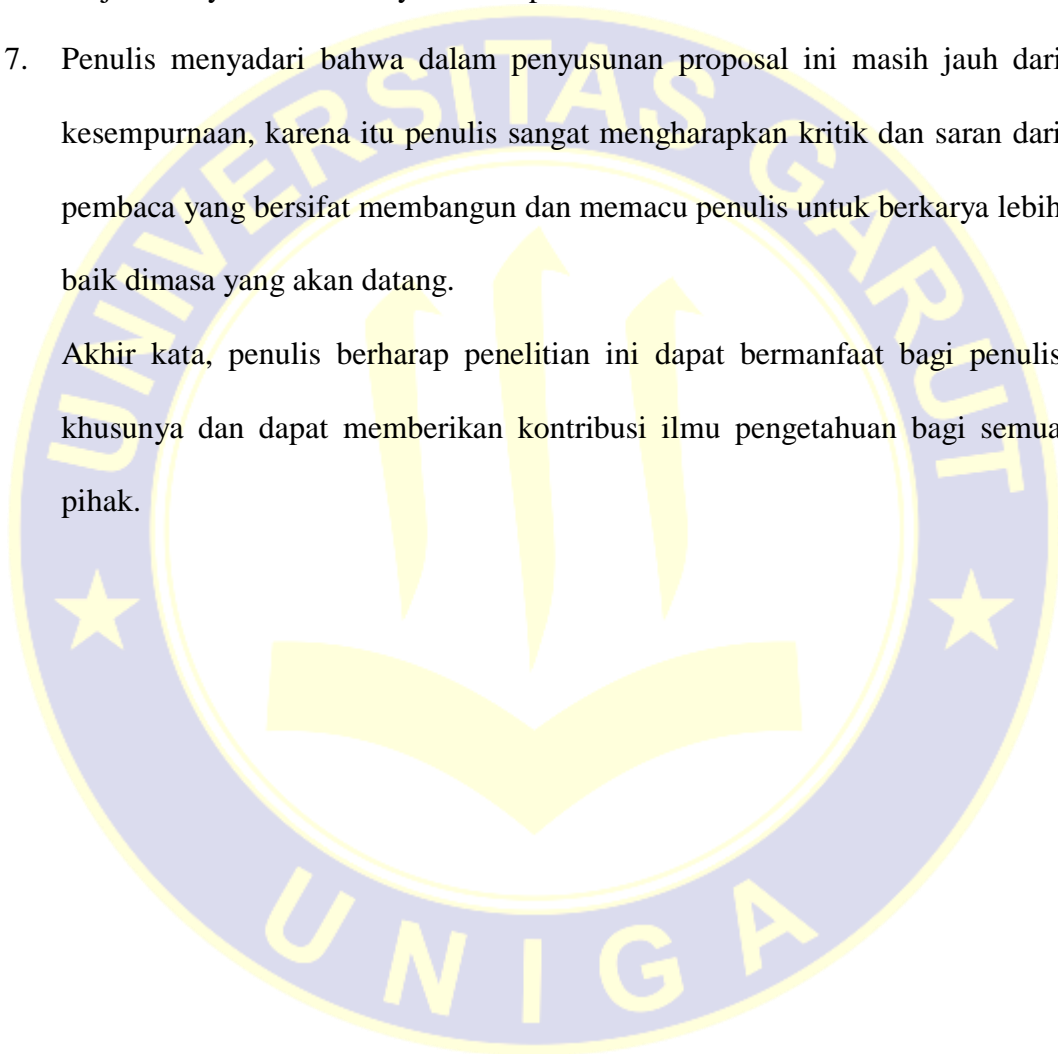 7. Penulis menyadari bahwa dalam penyusunan proposal ini masih jauh dari
kesempurnaan, karena itu penulis sangat mengharapkan kritik dan saran dari
pembaca yang bersifat membangun dan memacu penulis untuk berkarya lebih
baik dimasa yang akan datang.
Akhir kata, penulis berharap penelitian ini dapat bermanfaat bagi penulis
khusunya dan dapat memberikan kontribusi ilmu pengetahuan bagi semua
pihak.
UNIVERSITAS GARUT
UNIGA